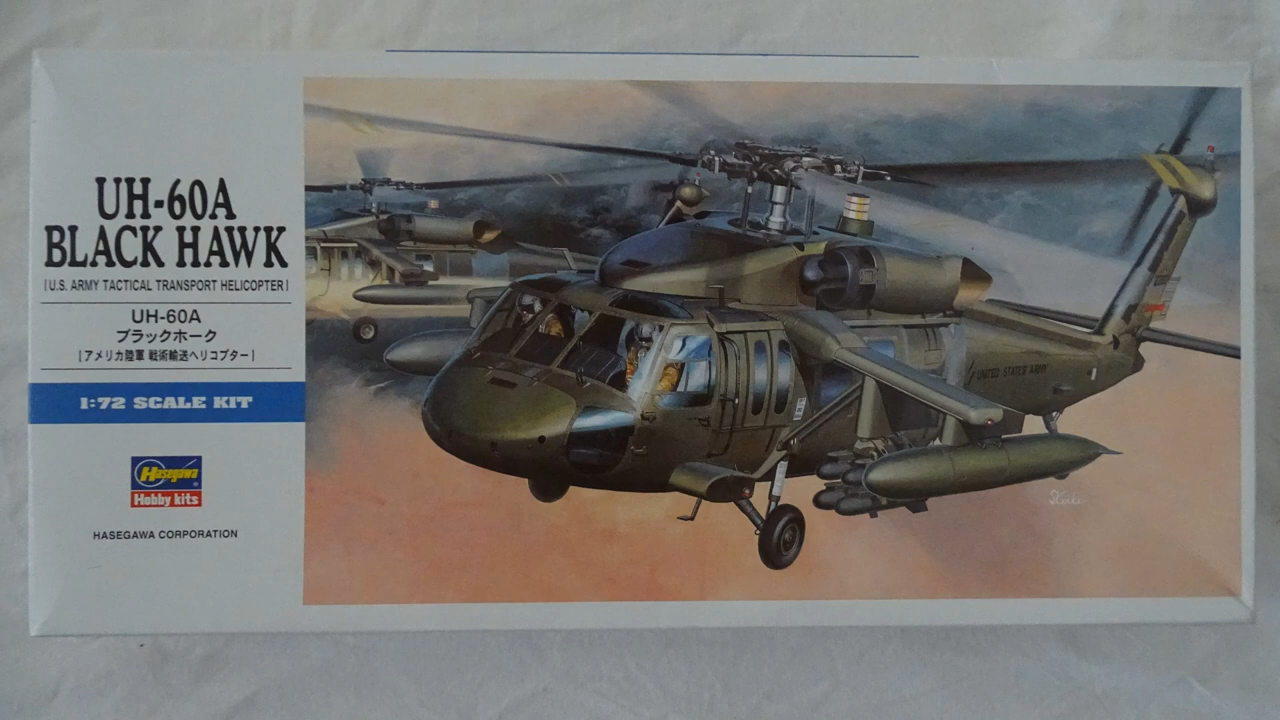 UH-60A
BLACK HAWK
[U.S. ARMY TACTICAL TRANSPORT HELICOPTER]
UH-60A
ブラックホーク
[アメリカ陸軍 戦術輸送ヘリコプター]
1:72 SCALE KIT
Hasegawa
Hobby kits
HASEGAWA CORPORATION
UNITED STATES ARMY